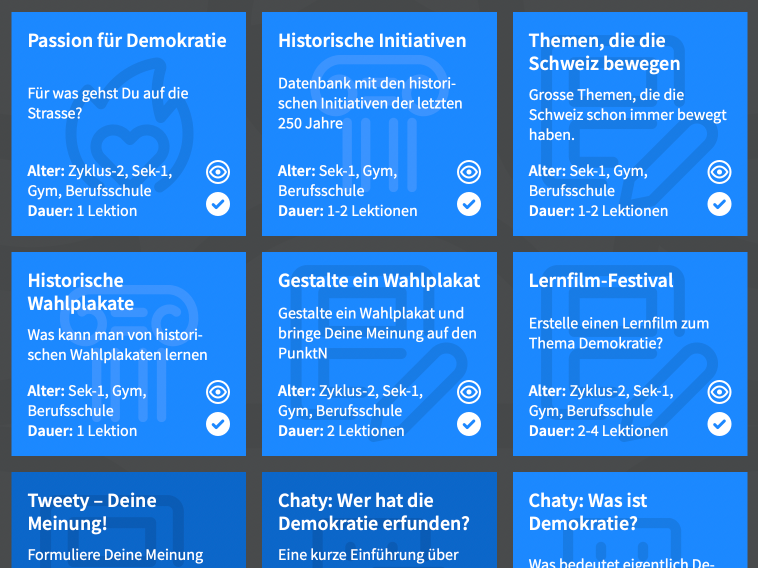 Passion für Demokratie
Für was gehst Du auf die
Strasse?
Alter: Zyklus-2, Sek-1,
Gym, Berufsschule
Dauer: 1 Lektion
Historische Initiativen
Datenbank mit den histori-
schen Initiativen der letzten
250 Jahre
Alter: Sek-1, Gym,
Berufsschule
Dauer: 1-2 Lektionen
Themen, die die
Schweiz bewegen
Grosse Themen, die die
Schweiz schon immer bewegt
haben.
Alter: Sek-1, Gym,
Berufsschule
Dauer: 1-2 Lektionen
Historische
Wahlplakate
Was kann man von histori-
schen Wahlplakaten lernen
Alter: Sek-1, Gym,
Berufsschule
Dauer: 1 Lektion
Gestalte ein Wahlplakat
Gestalte ein Wahlplakat und
bringe Deine Meinung auf den
PunktN
Alter: Zyklus-2, Sek-1,
Gym, Berufsschule
Dauer: 2 Lektionen
Lernfilm-Festival
Erstelle einen Lernfilm zum
Thema Demokratie?
Alter: Zyklus-2, Sek-1,
Gym, Berufsschule
Dauer: 2-4 Lektionen
Tweety – Deine
Meinung!
Formuliere Deine Meinung
Chaty: Wer hat die
Demokratie erfunden?
Eine kurze Einführung über
Chaty: Was ist
Demokratie?
Was bedeutet eigentlich De-